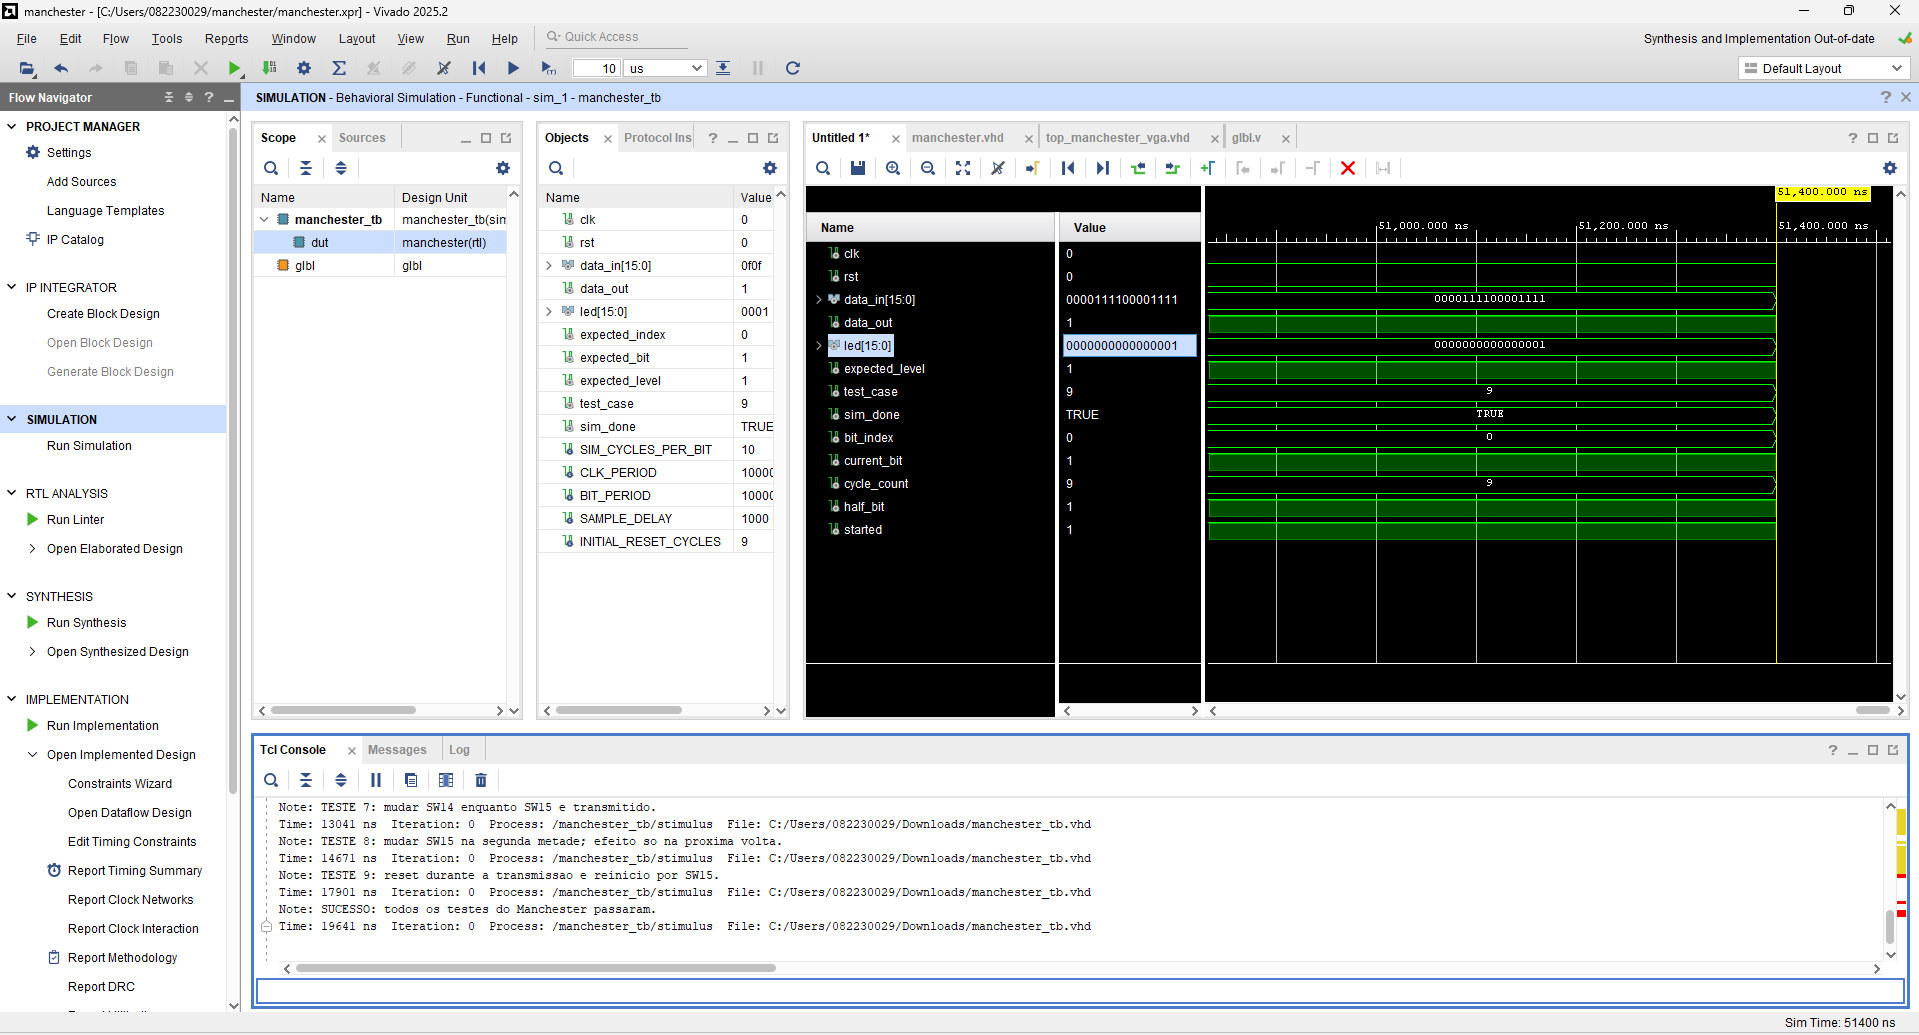 manchester - [C:/Users/082230029/manchester/manchester.xpr] - Vivado 2025.2
File Edit Flow Tools Reports Window Layout View Run Help Quick Access
Synthesis and Implementation Out-of-date
10 us
Default Layout
Flow Navigator
SIMULATION - Behavioral Simulation - Functional - sim_1 - manchester_tb
PROJECT MANAGER
Settings
Add Sources
Language Templates
IP Catalog
IP INTEGRATOR
Create Block Design
Open Block Design
Generate Block Design
SIMULATION
Run Simulation
RTL ANALYSIS
Run Linter
Open Elaborated Design
SYNTHESIS
Run Synthesis
Open Synthesized Design
IMPLEMENTATION
Run Implementation
Open Implemented Design
Constraints Wizard
Open Dataflow Design
Edit Timing Constraints
Report Timing Summary
Report Clock Networks
Report Clock Interaction
Report Methodology
Report DRC
Scope Sources
Name Design Unit
manchester_tb manchester_tb(sim
dut manchester(rtl)
glbl glbl
Objects Protocol Ins
Name Value
clk 0
rst 0
data_in[15:0] 0f0f
data_out 1
led[15:0] 0001
expected_index 0
expected_bit 1
expected_level 1
test_case 9
sim_done TRUE
SIM_CYCLES_PER_BIT 10
CLK_PERIOD 10000
BIT_PERIOD 10000
SAMPLE_DELAY 1000
INITIAL_RESET_CYCLES 9
Untitled 1* manchester.vhd top_manchester_vga.vhd glbl.v
51,400.000 ns
51,000.000 ns 51,200.000 ns 51,400.000 ns
Name Value
clk 0
rst 0
data_in[15:0] 0000111100001111 0000111100001111
data_out 1
led[15:0] 0000000000000001 0000000000000001
expected_level 1
test_case 9 9
sim_done TRUE TRUE
bit_index 0 0
current_bit 1
cycle_count 9 9
half_bit 1
started 1
Tcl Console Messages Log
Note: TESTE 7: mudar SW14 enquanto SW15 e transmitido.
Time: 13041 ns Iteration: 0 Process: /manchester_tb/stimulus File: C:/Users/082230029/Downloads/manchester_tb.vhd
Note: TESTE 8: mudar SW15 na segunda metade; efeito so na proxima volta.
Time: 14671 ns Iteration: 0 Process: /manchester_tb/stimulus File: C:/Users/082230029/Downloads/manchester_tb.vhd
Note: TESTE 9: reset durante a transmissao e reinicio por SW15.
Time: 17901 ns Iteration: 0 Process: /manchester_tb/stimulus File: C:/Users/082230029/Downloads/manchester_tb.vhd
Note: SUCESSO: todos os testes do Manchester passaram.
Time: 19641 ns Iteration: 0 Process: /manchester_tb/stimulus File: C:/Users/082230029/Downloads/manchester_tb.vhd
Sim Time: 51400 ns